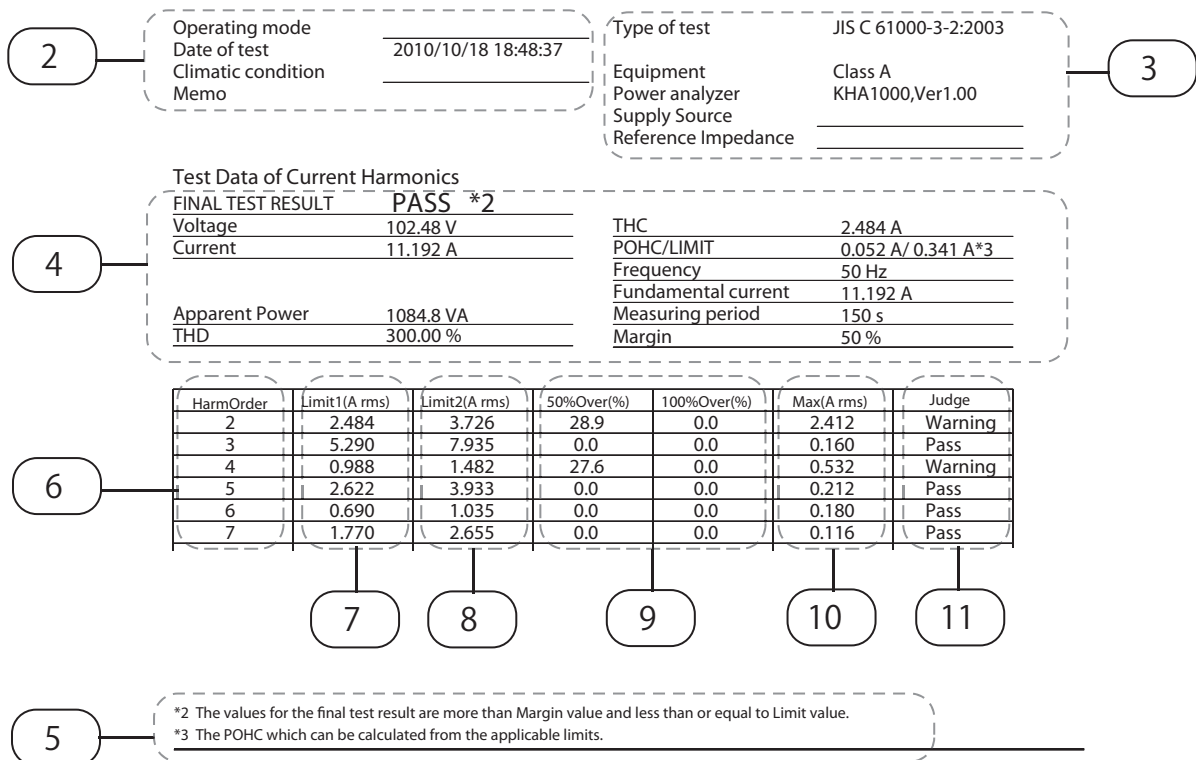 2
Operating mode
Date of test 2010/10/18 18:48:37
Climatic condition
Memo
Type of test JIS C 61000-3-2:2003
Equipment Class A
Power analyzer KHA1000,Ver1.00
Supply Source
Reference Impedance
3
Test Data of Current Harmonics
4
FINAL TEST RESULT PASS *2
Voltage 102.48 V
Current 11.192 A
Apparent Power 1084.8 VA
THD 300.00 %
THC 2.484 A
POHC/LIMIT 0.052 A/ 0.341 A*3
Frequency 50 Hz
Fundamental current 11.192 A
Measuring period 150 s
Margin 50 %
6
HarmOrder Limit1(A rms) Limit2(A rms) 50%Over(%) 100%Over(%) Max(A rms) Judge
2 2.484 3.726 28.9 0.0 2.412 Warning
3 5.290 7.935 0.0 0.0 0.160 Pass
4 0.988 1.482 27.6 0.0 0.532 Warning
5 2.622 3.933 0.0 0.0 0.212 Pass
6 0.690 1.035 0.0 0.0 0.180 Pass
7 1.770 2.655 0.0 0.0 0.116 Pass
7 8 9 10 11
5
*2 The values for the final test result are more than Margin value and less than or equal to Limit value.
*3 The POHC which can be calculated from the applicable limits.